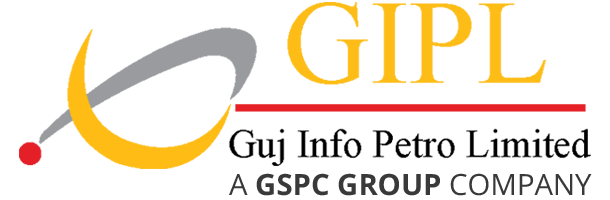 GIPL
Guj Info Petro Limited
A GSPC GROUP COMPANY